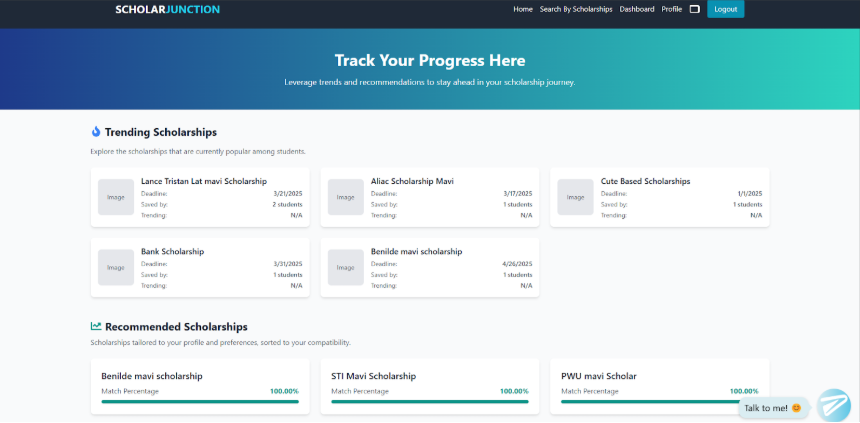 SCHOLARJUNCTION
Home Search By Scholarships Dashboard Profile Logout
Track Your Progress Here
Leverage trends and recommendations to stay ahead in your scholarship journey.
Trending Scholarships
Explore the scholarships that are currently popular among students.
Image
Lance Tristan Lat mavi Scholarship
Deadline: 3/21/2025
Saved by: 2 students
Trending: N/A
Image
Aliac Scholarship Mavi
Deadline: 3/17/2025
Saved by: 1 students
Trending: N/A
Image
Cute Based Scholarships
Deadline: 1/1/2025
Saved by: 1 students
Trending: N/A
Image
Bank Scholarship
Deadline: 3/31/2025
Saved by: 1 students
Trending: N/A
Image
Benilde mavi scholarship
Deadline: 4/26/2025
Saved by: 1 students
Trending: N/A
Recommended Scholarships
Scholarships tailored to your profile and preferences, sorted to your compatibility.
Benilde mavi scholarship
Match Percentage 100.00%
STI Mavi Scholarship
Match Percentage 100.00%
PWU mavi Scholar
Match Percentage 100.00%
Talk to me! 😊